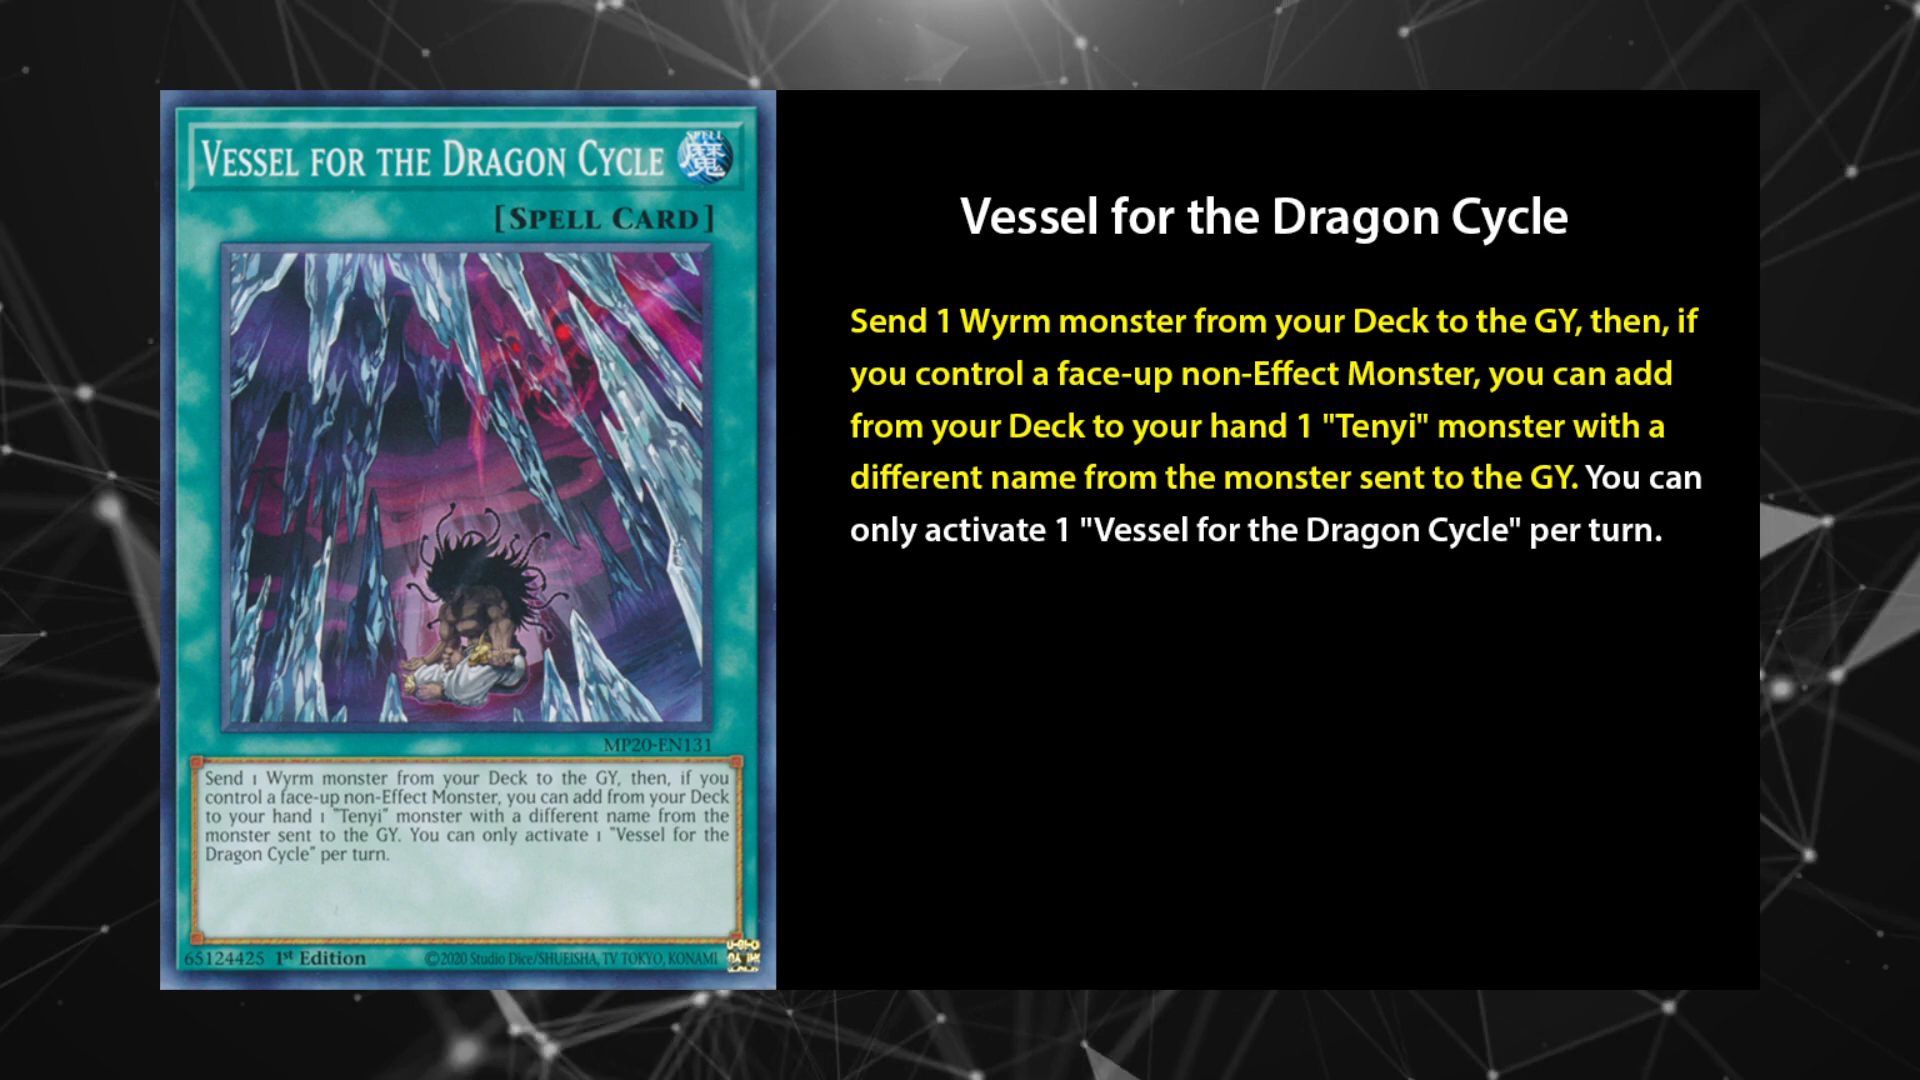 VESSEL FOR THE DRAGON CYCLE
SPELL
魔
[SPELL CARD]
MP20-EN131
Send 1 Wyrm monster from your Deck to the GY, then, if you
control a face-up non-Effect Monster, you can add from your Deck
to your hand 1 "Tenyi" monster with a different name from the
monster sent to the GY. You can only activate 1 "Vessel for the
Dragon Cycle" per turn.
65124425 1st Edition ©2020 Studio Dice/SHUEISHA, TV TOKYO, KONAMI
Vessel for the Dragon Cycle
Send 1 Wyrm monster from your Deck to the GY, then, if
you control a face-up non-Effect Monster, you can add
from your Deck to your hand 1 "Tenyi" monster with a
different name from the monster sent to the GY. You can
only activate 1 "Vessel for the Dragon Cycle" per turn.